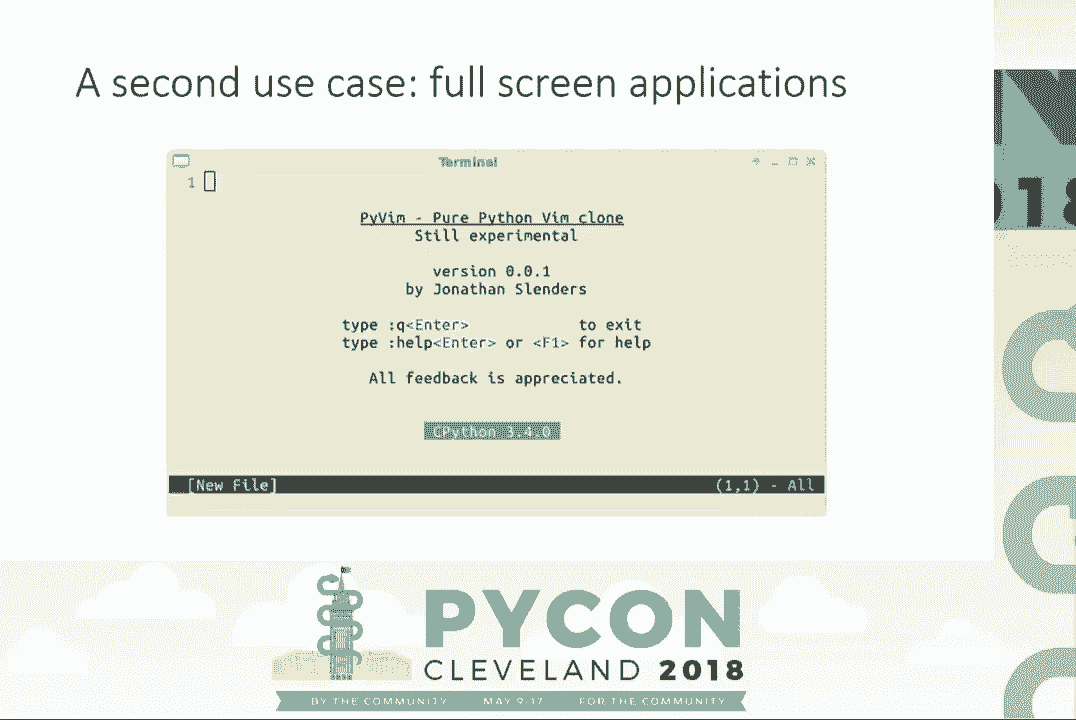 A second use case: full screen applications
Terminal
1
PyVim - Pure Python Vim clone
Still experimental
version 0.0.1
by Jonathan Slenders
type :q<Enter> to exit
type :help<Enter> or <F1> for help
All feedback is appreciated.
CPython 3.4.0
[New File] (1,1) - All
N
018
PYCON
CLEVELAND 2018
BY THE COMMUNITY MAY 9-17 FOR THE COMMUNITY